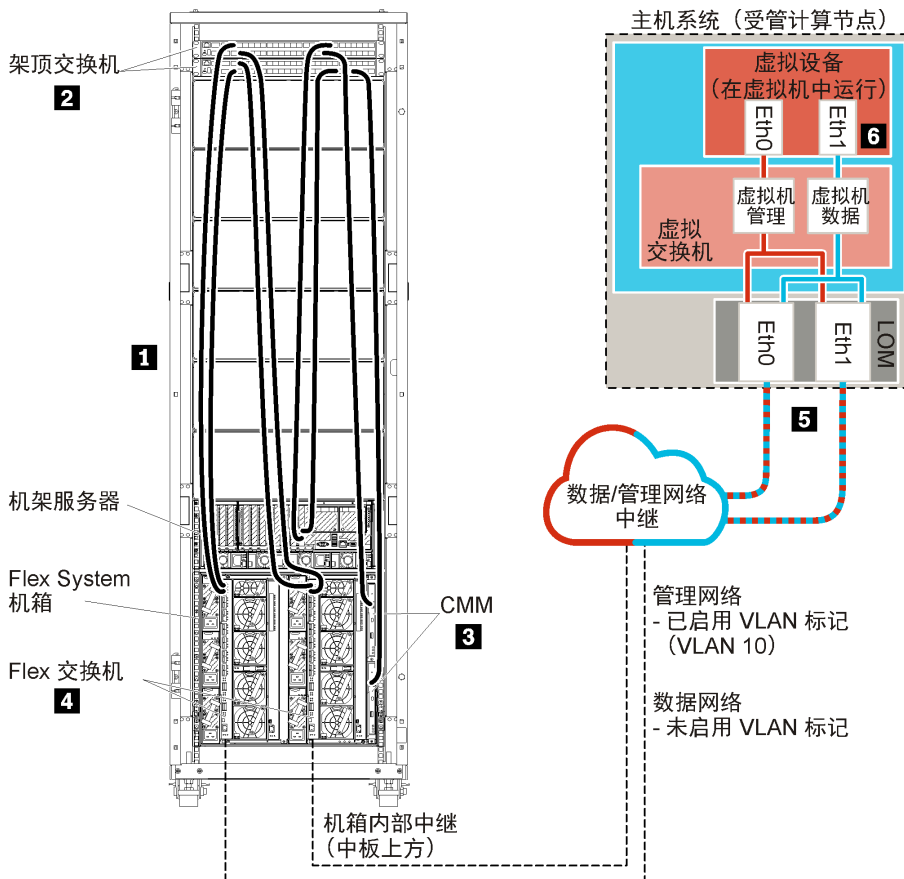 架顶交换机
2
1
机架服务器
Flex System
机箱
Flex 交换机
4
CMM
3
机箱内部中继
（中板上方）
主机系统（受管计算节点）
虚拟设备
（在虚拟机中运行）
Eth0
Eth1
6
虚拟机
管理
虚拟机
数据
虚拟
交换机
Eth0
Eth1
LOM
5
数据/管理网络
中继
管理网络
- 已启用 VLAN 标记
（VLAN 10）
数据网络
- 未启用 VLAN 标记